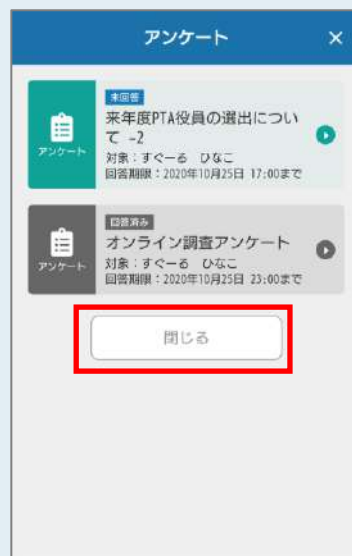 アンケート ×
未回答
来年度PTA役員の選出につい
て -2
アンケート
対象：すぐーる ひなこ
回答期限：2020年10月25日 17:00まで
回答済み
オンライン調査アンケート
アンケート
対象：すぐーる ひなこ
回答期限：2020年10月25日 23:00まで
閉じる